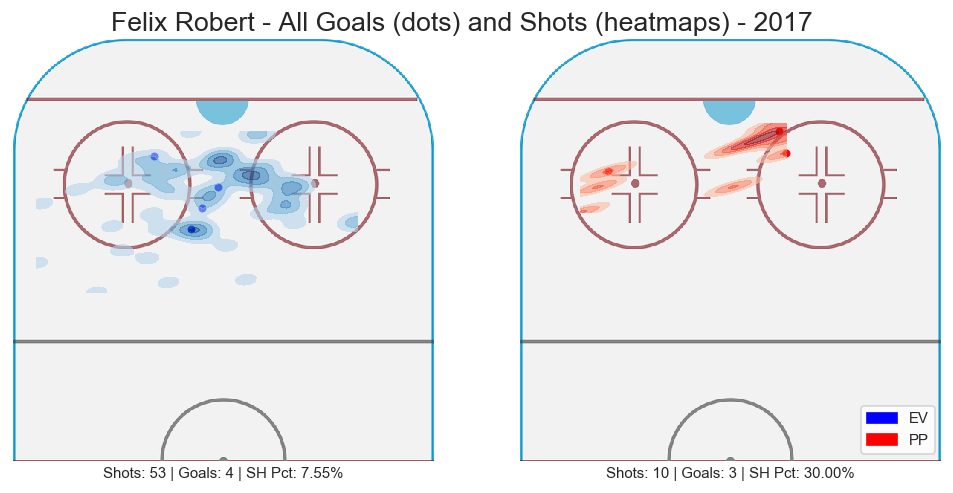 Felix Robert - All Goals (dots) and Shots (heatmaps) - 2017
EV
PP
Shots: 53 | Goals: 4 | SH Pct: 7.55%
Shots: 10 | Goals: 3 | SH Pct: 30.00%